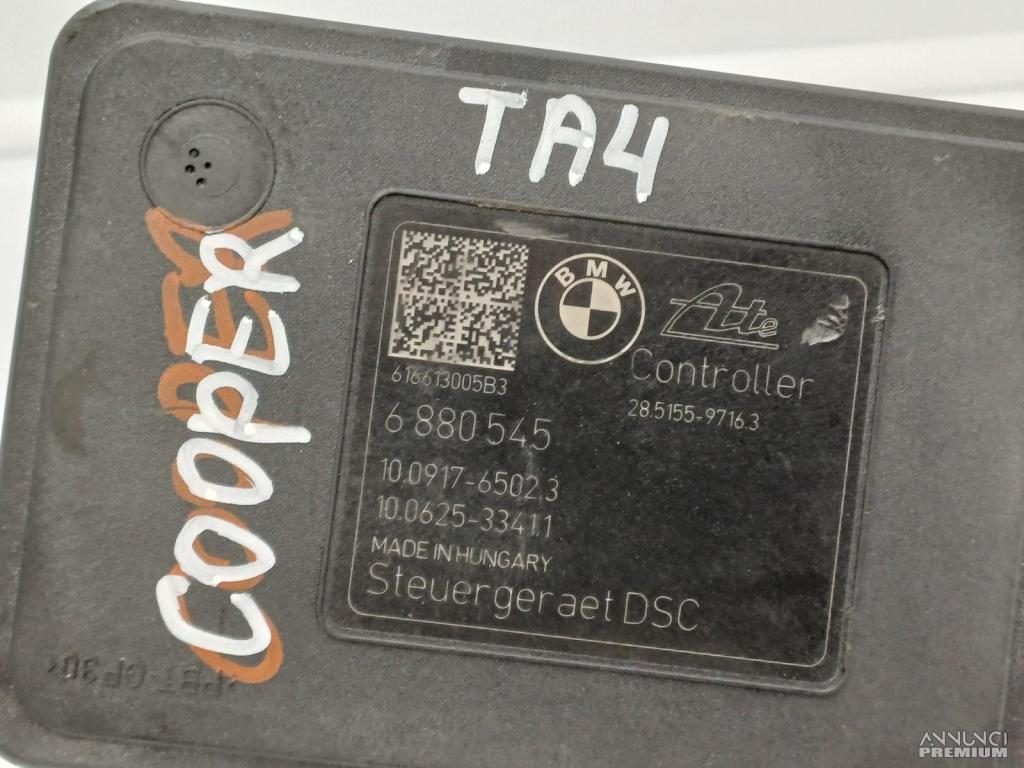 TA4
COOPER
BMW
Ate
Controller
28.5155-9716.3
616613005B3
6 880 545
10.0917-6502.3
10.0625-3341.1
MADE IN HUNGARY
Steuergeraet DSC
>PBT-GF30<
ANNUNCI
PREMIUM